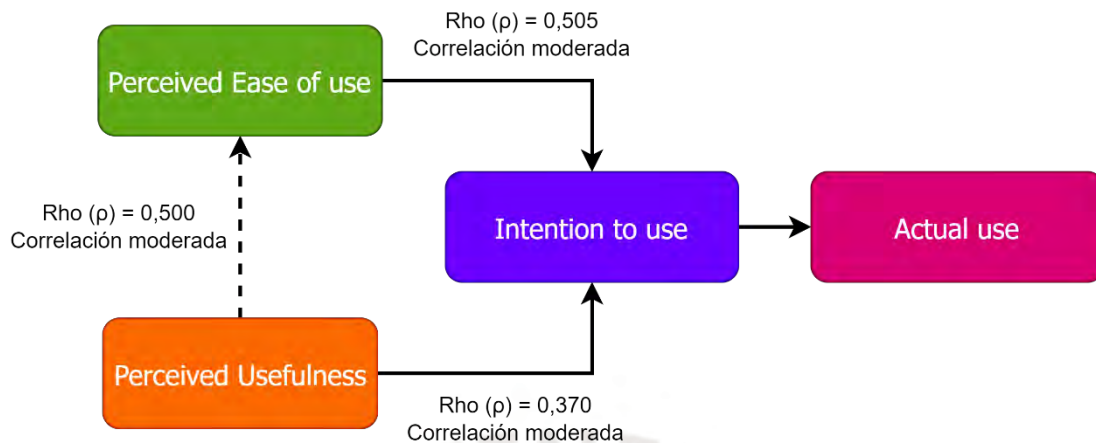 Rho (ρ) = 0,505
Correlación moderada
Perceived Ease of use
Rho (ρ) = 0,500
Correlación moderada
Intention to use
Actual use
Perceived Usefulness
Rho (ρ) = 0,370
Correlación moderada